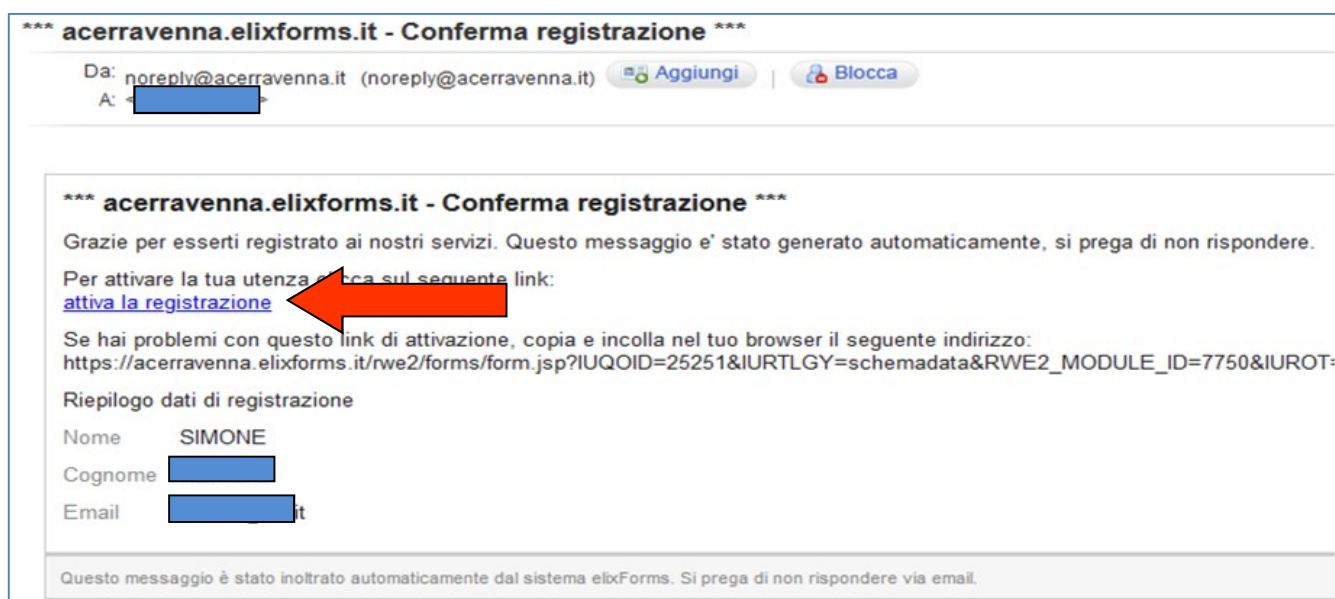 *** acerravenna.elixforms.it - Conferma registrazione ***
Da: noreply@acerravenna.it (noreply@acerravenna.it) Aggiungi | Blocca
A: < >
*** acerravenna.elixforms.it - Conferma registrazione ***
Grazie per esserti registrato ai nostri servizi. Questo messaggio e' stato generato automaticamente, si prega di non rispondere.
Per attivare la tua utenza clicca sul seguente link:
attiva la registrazione
Se hai problemi con questo link di attivazione, copia e incolla nel tuo browser il seguente indirizzo:
https://acerravenna.elixforms.it/rwe2/forms/form.jsp?IUQOID=25251&IURTLGY=schemadata&RWE2_MODULE_ID=7750&IUROT=
Riepilogo dati di registrazione
Nome SIMONE
Cognome
Email it
Questo messaggio è stato inoltrato automaticamente dal sistema elixForms. Si prega di non rispondere via email.